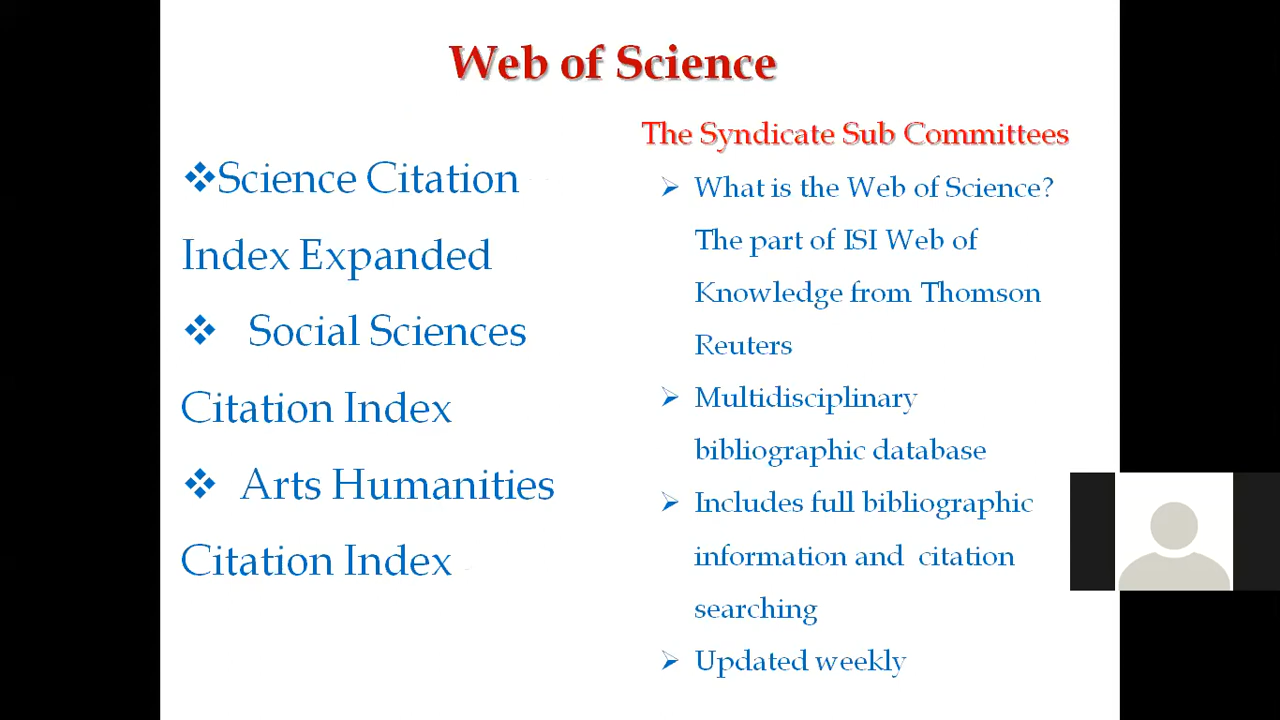 Web of Science
❖Science Citation
Index Expanded
❖ Social Sciences
Citation Index
❖ Arts Humanities
Citation Index
The Syndicate Sub Committees
➢ What is the Web of Science?
The part of ISI Web of
Knowledge from Thomson
Reuters
➢ Multidisciplinary
bibliographic database
➢ Includes full bibliographic
information and citation
searching
➢ Updated weekly